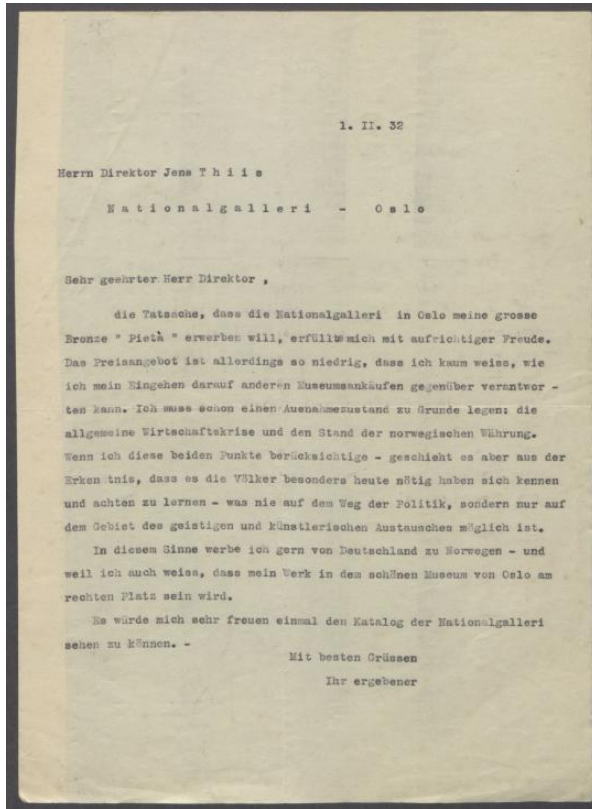 1. II. 32
Herrn Direktor Jens T h i i s
N a t i o n a l g a l l e r i - O s l o
Sehr geehrter Herr Direktor ,
die Tatsache, dass die Nationalgalleri in Oslo meine grosse
Bronze " Pietà " erwerben will, erfüllt mich mit aufrichtiger Freude.
Das Preisangebot ist allerdings so niedrig, dass ich kaum weiss, wie
ich mein Eingehen darauf anderen Museumsankäufen gegenüber verantwor -
ten kann. Ich muss schon einen Ausnahmezustand zu Grunde legen: die
allgemeine Wirtschaftskrise und den Stand der norwegischen Währung.
Wenn ich diese beiden Punkte berücksichtige - geschieht es aber aus der
Erken tnis, dass es die Völker besonders heute nötig haben sich kennen
und achten zu lernen - was nie auf dem Weg der Politik, sondern nur auf
dem Gebiet des geistigen und künstlerischen Austausches möglich ist.
In diesem Sinne werbe ich gern von Deutschland zu Norwegen - und
weil ich auch weiss, dass mein Werk in dem schönen Museum von Oslo am
rechten Platz sein wird.
Es würde mich sehr freuen einmal den Katalog der Nationalgalleri
sehen zu können. -
Mit besten Grüssen
Ihr ergebener